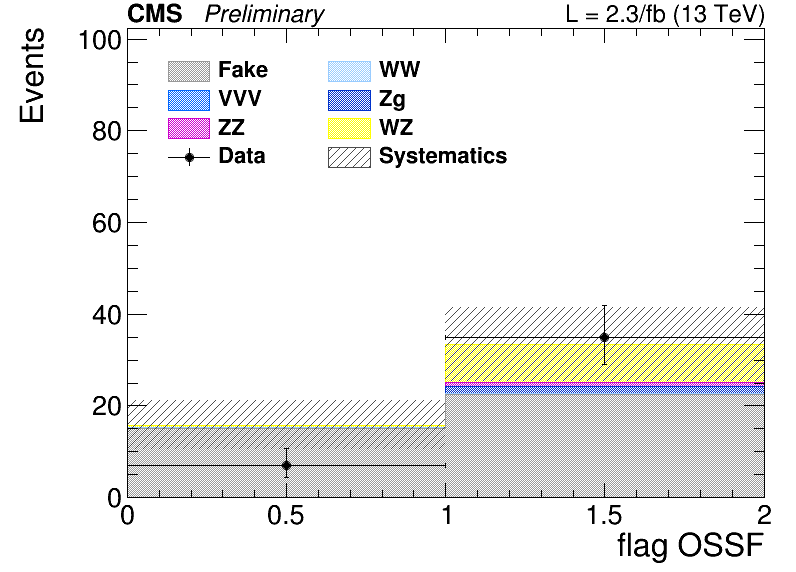 CMS Preliminary L = 2.3/fb (13 TeV)
Events
100
80
60
40
20
0
Fake WW
VVV Zg
ZZ WZ
Data Systematics
0 0.5 1 1.5 2
flag OSSF